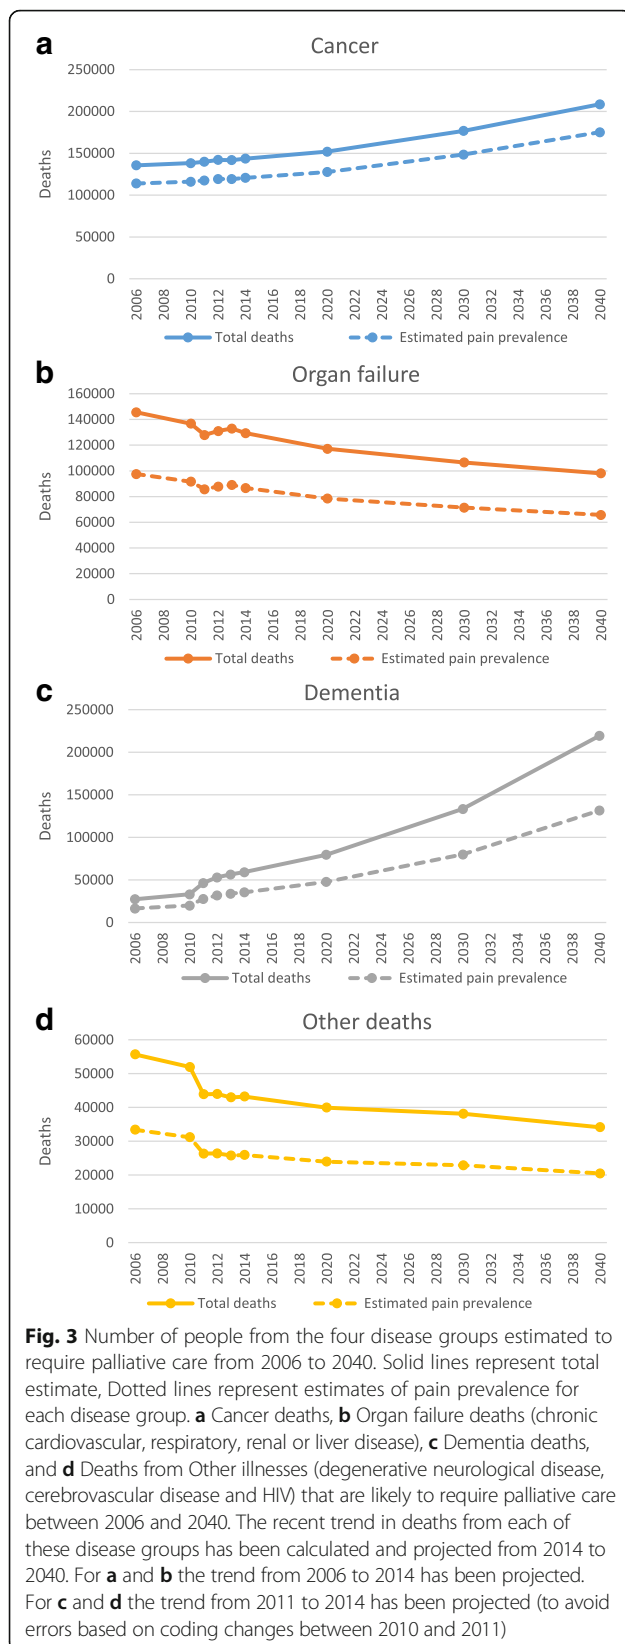 a
Cancer
250000
200000
150000
100000
50000
0
Deaths
2006 2008 2010 2012 2014 2016 2018 2020 2022 2024 2026 2028 2030 2032 2034 2036 2038 2040
Total deaths Estimated pain prevalence
b
Organ failure
160000
140000
120000
100000
80000
60000
40000
20000
0
Deaths
2006 2008 2010 2012 2014 2016 2018 2020 2022 2024 2026 2028 2030 2032 2034 2036 2038 2040
Total deaths Estimated pain prevalence
c
Dementia
250000
200000
150000
100000
50000
0
Deaths
2006 2008 2010 2012 2014 2016 2018 2020 2022 2024 2026 2028 2030 2032 2034 2036 2038 2040
Total deaths Estimated pain prevalence
d
Other deaths
60000
50000
40000
30000
20000
10000
0
Deaths
2006 2008 2010 2012 2014 2016 2018 2020 2022 2024 2026 2028 2030 2032 2034 2036 2038 2040
Total deaths Estimated pain prevalence
Fig. 3 Number of people from the four disease groups estimated to
require palliative care from 2006 to 2040. Solid lines represent total
estimate, Dotted lines represent estimates of pain prevalence for
each disease group. a Cancer deaths, b Organ failure deaths (chronic
cardiovascular, respiratory, renal or liver disease), c Dementia deaths,
and d Deaths from Other illnesses (degenerative neurological disease,
cerebrovascular disease and HIV) that are likely to require palliative care
between 2006 and 2040. The recent trend in deaths from each of
these disease groups has been calculated and projected from 2014 to
2040. For a and b the trend from 2006 to 2014 has been projected.
For c and d the trend from 2011 to 2014 has been projected (to avoid
errors based on coding changes between 2010 and 2011)